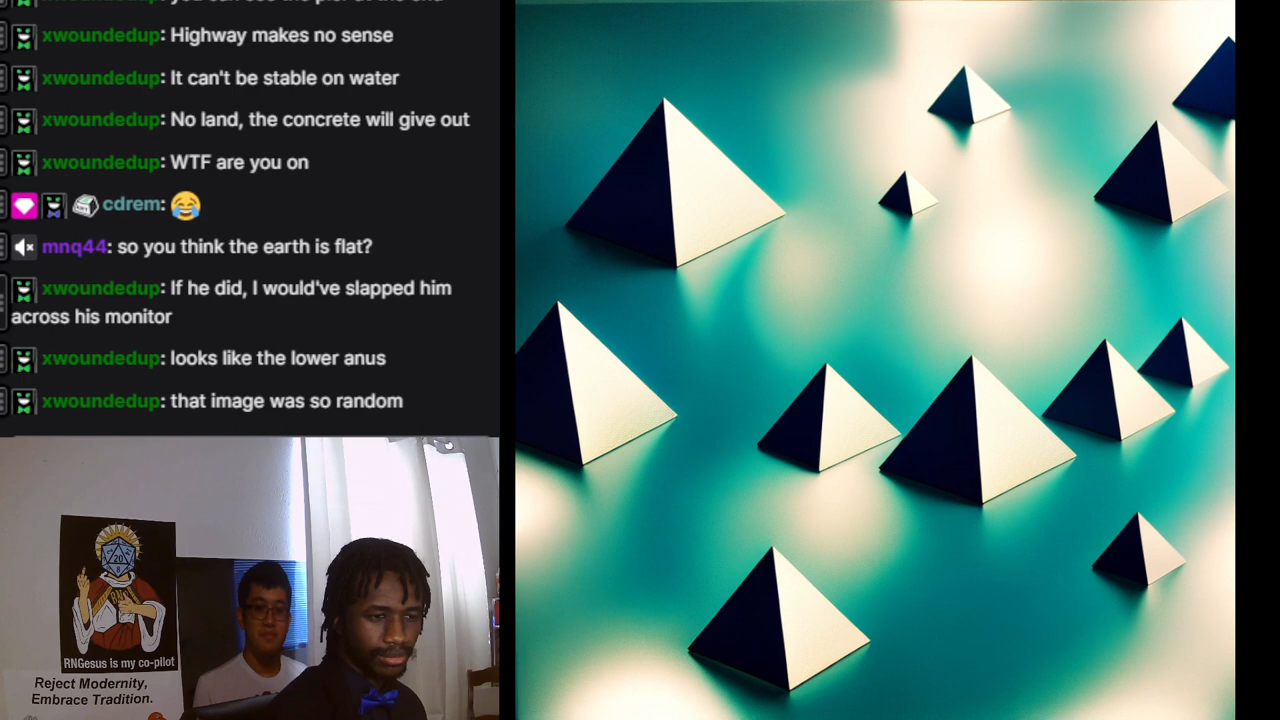 xwoundedup: Highway makes no sense
xwoundedup: It can't be stable on water
xwoundedup: No land, the concrete will give out
xwoundedup: WTF are you on
cdrem: 😂
mnq44: so you think the earth is flat?
xwoundedup: If he did, I would've slapped him
across his monitor
xwoundedup: looks like the lower anus
xwoundedup: that image was so random
20
8
RNGesus is my co-pilot
Reject Modernity,
Embrace Tradition.